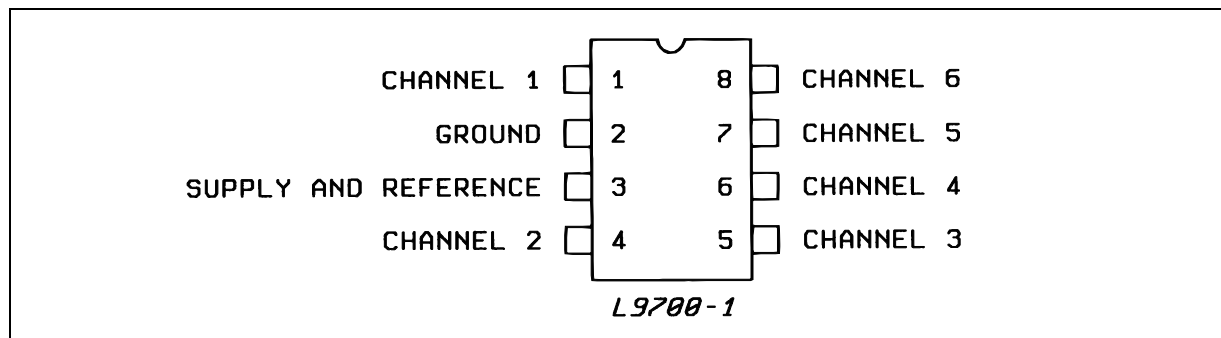 CHANNEL 1 1 8 CHANNEL 6
GROUND 2 7 CHANNEL 5
SUPPLY AND REFERENCE 3 6 CHANNEL 4
CHANNEL 2 4 5 CHANNEL 3
L9700-1